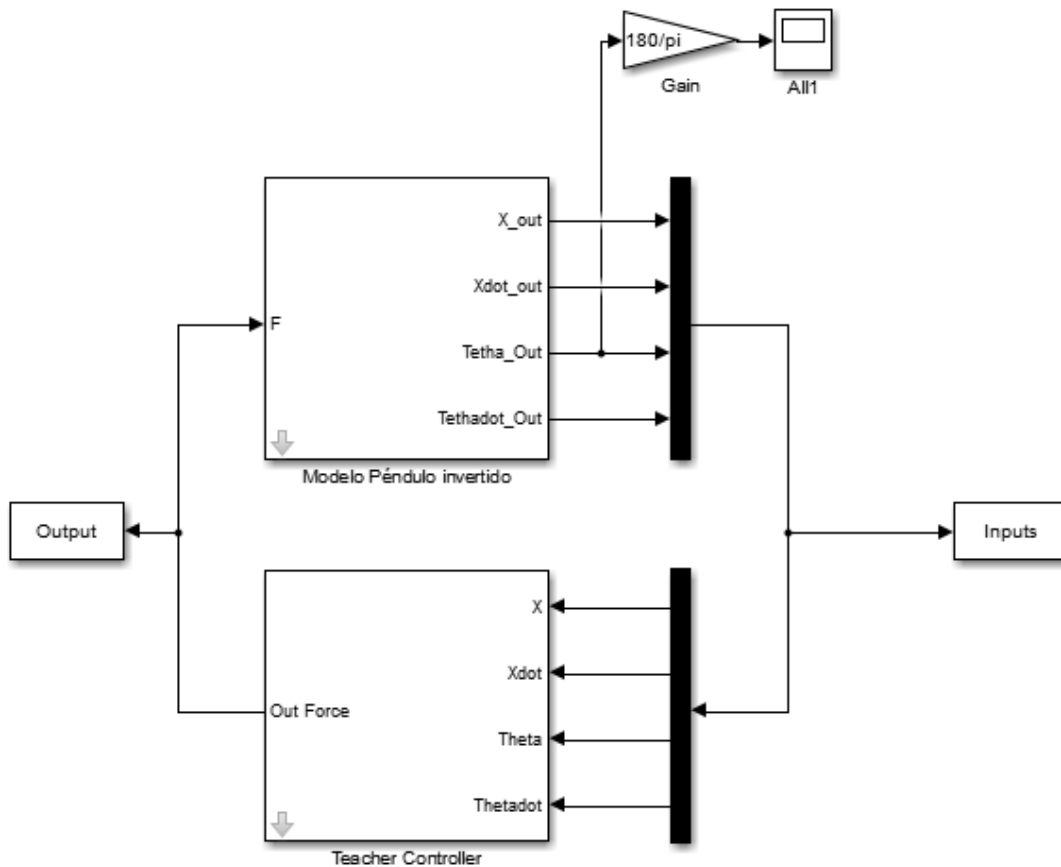 180/pi
Gain
All1
X_out
Xdot_out
F
Tetha_Out
Tethadot_Out
Modelo Péndulo invertido
Output
Inputs
X
Xdot
Out Force
Theta
Thetadot
Teacher Controller